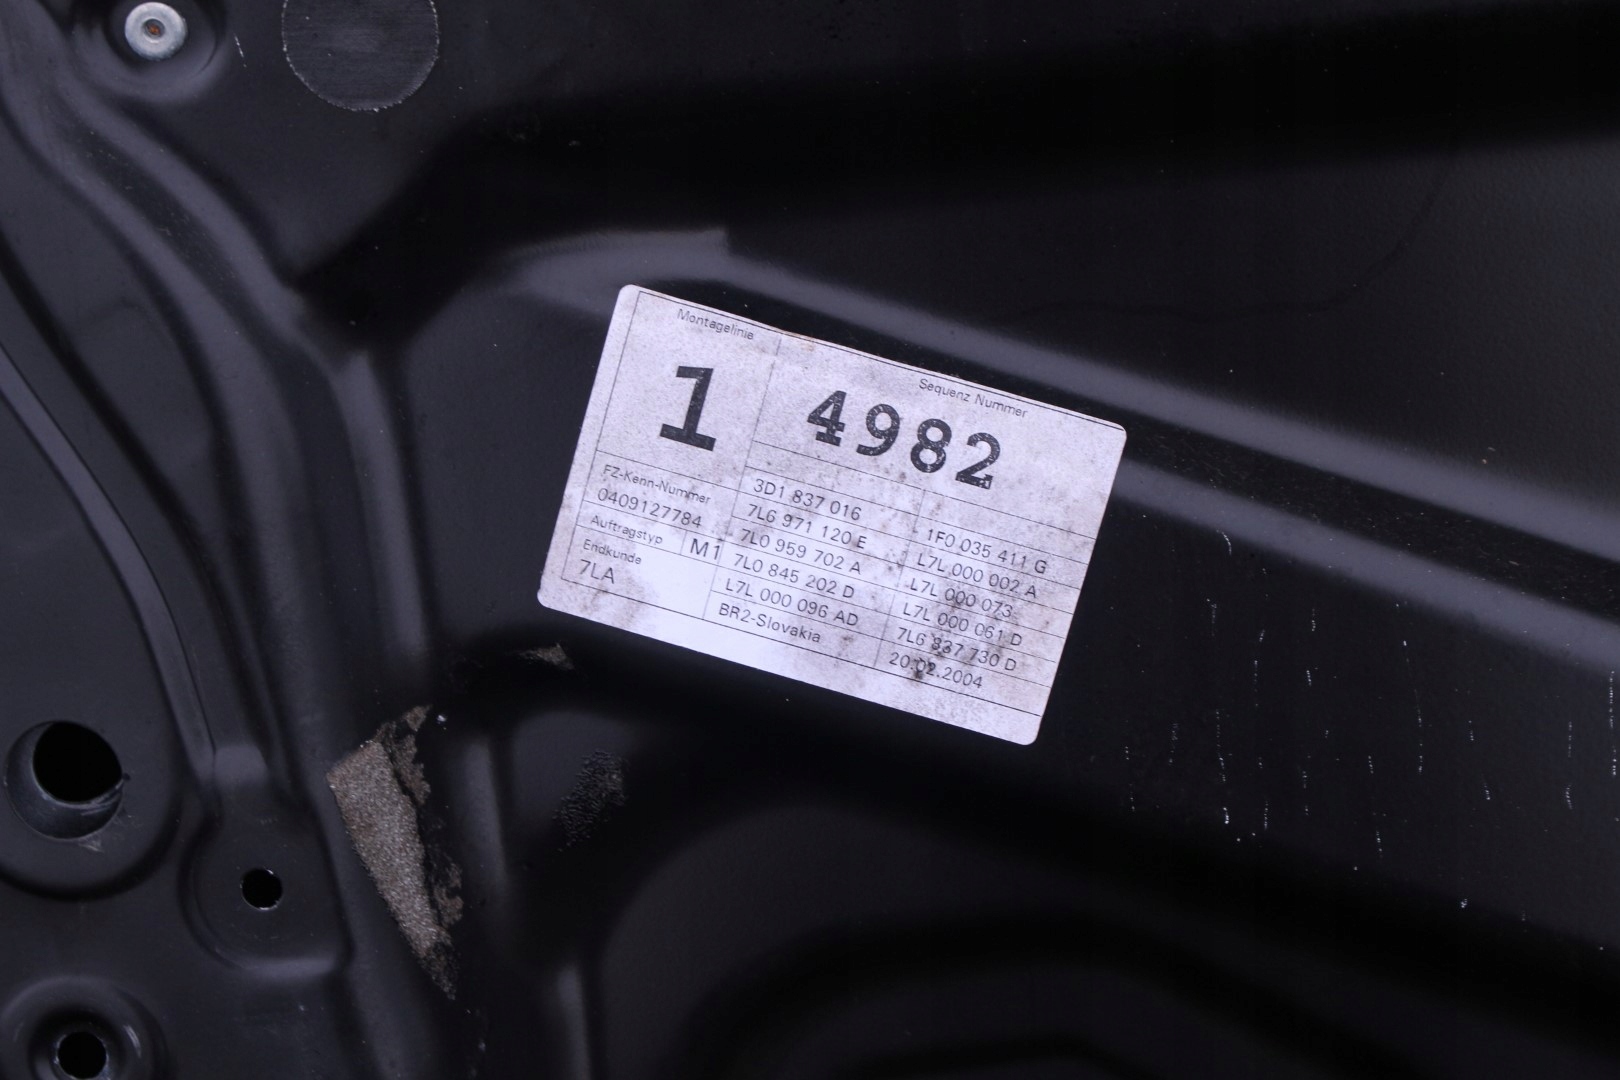 Montagelinie
Sequenz Nummer
1
4982
FZ-Kenn-Nummer
0409127784
Auftragstyp M1
Endkunde
7LA
3D1 837 016
7L6 971 120 E
7L0 959 702 A
7L0 845 202 D
L7L 000 096 AD
BR2-Slovakia
1F0 035 411 G
L7L 000 002 A
L7L 000 073
L7L 000 061 D
7L6 837 730 D
20.02.2004